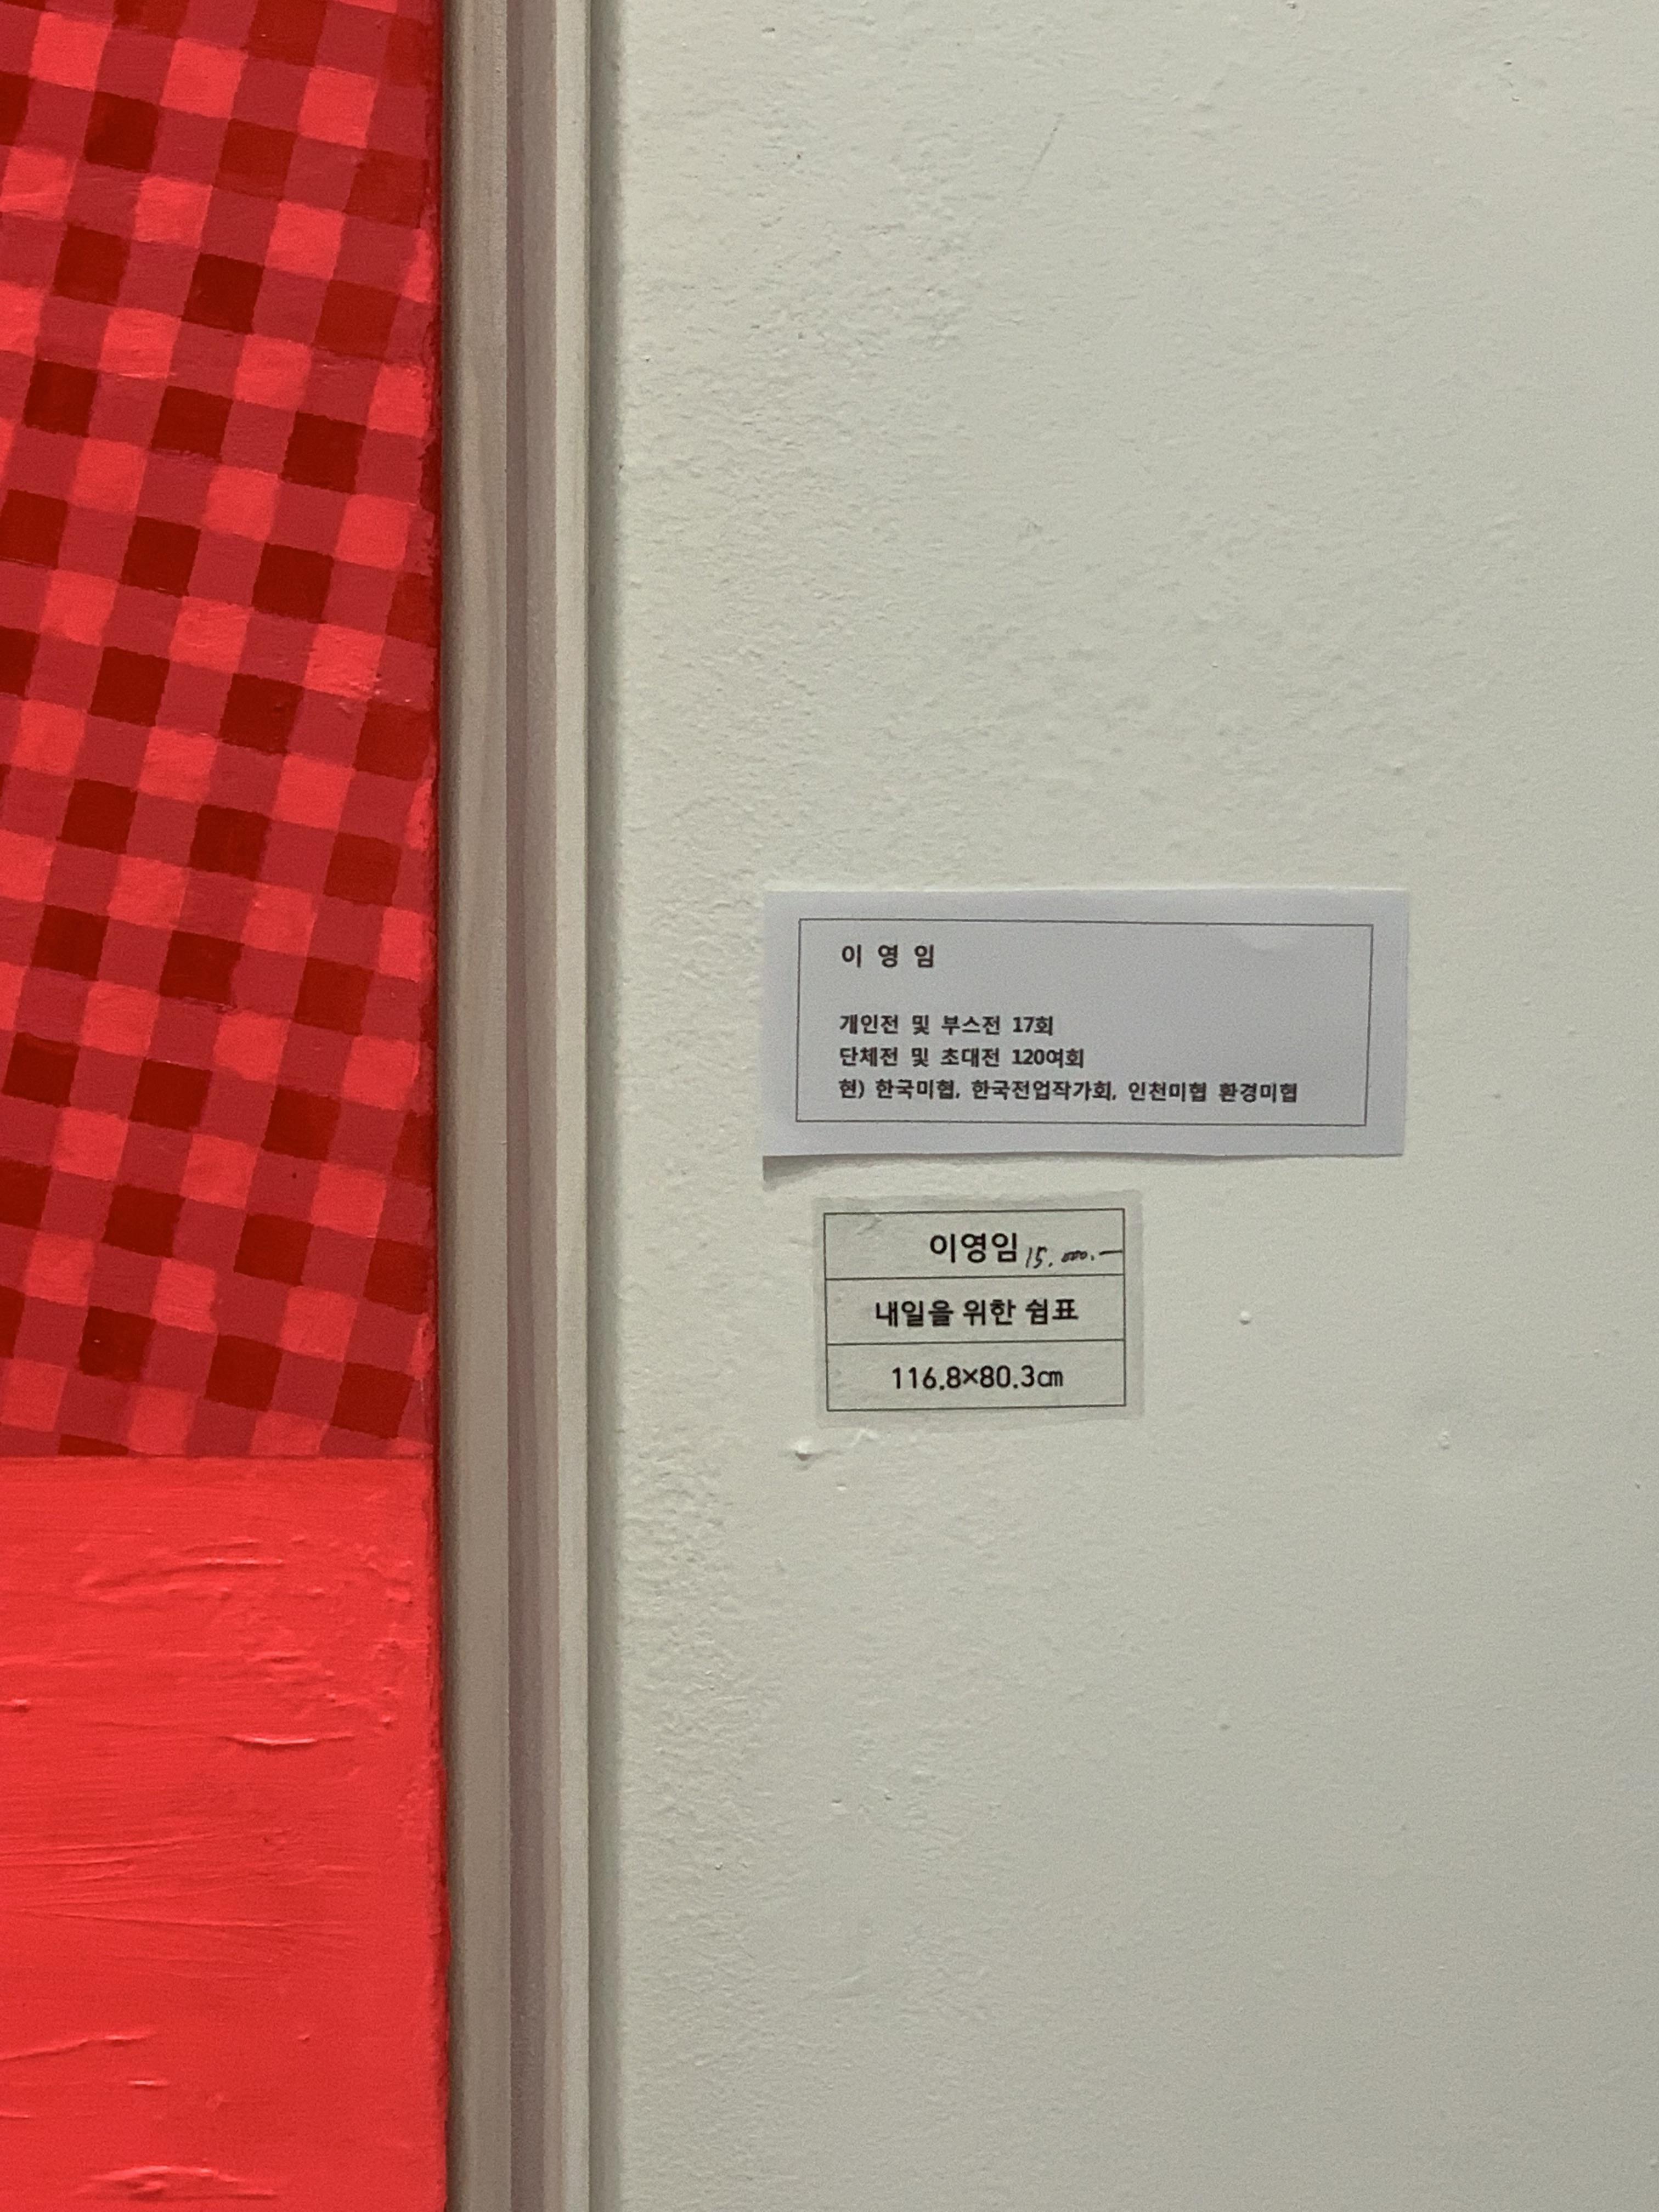 이 영 임
개인전 및 부스전 17회
단체전 및 초대전 120여회
현) 한국미협, 한국전업작가회, 인천미협 환경미협
이영임 15.000.-
내일을 위한 쉼표
116.8×80.3㎝